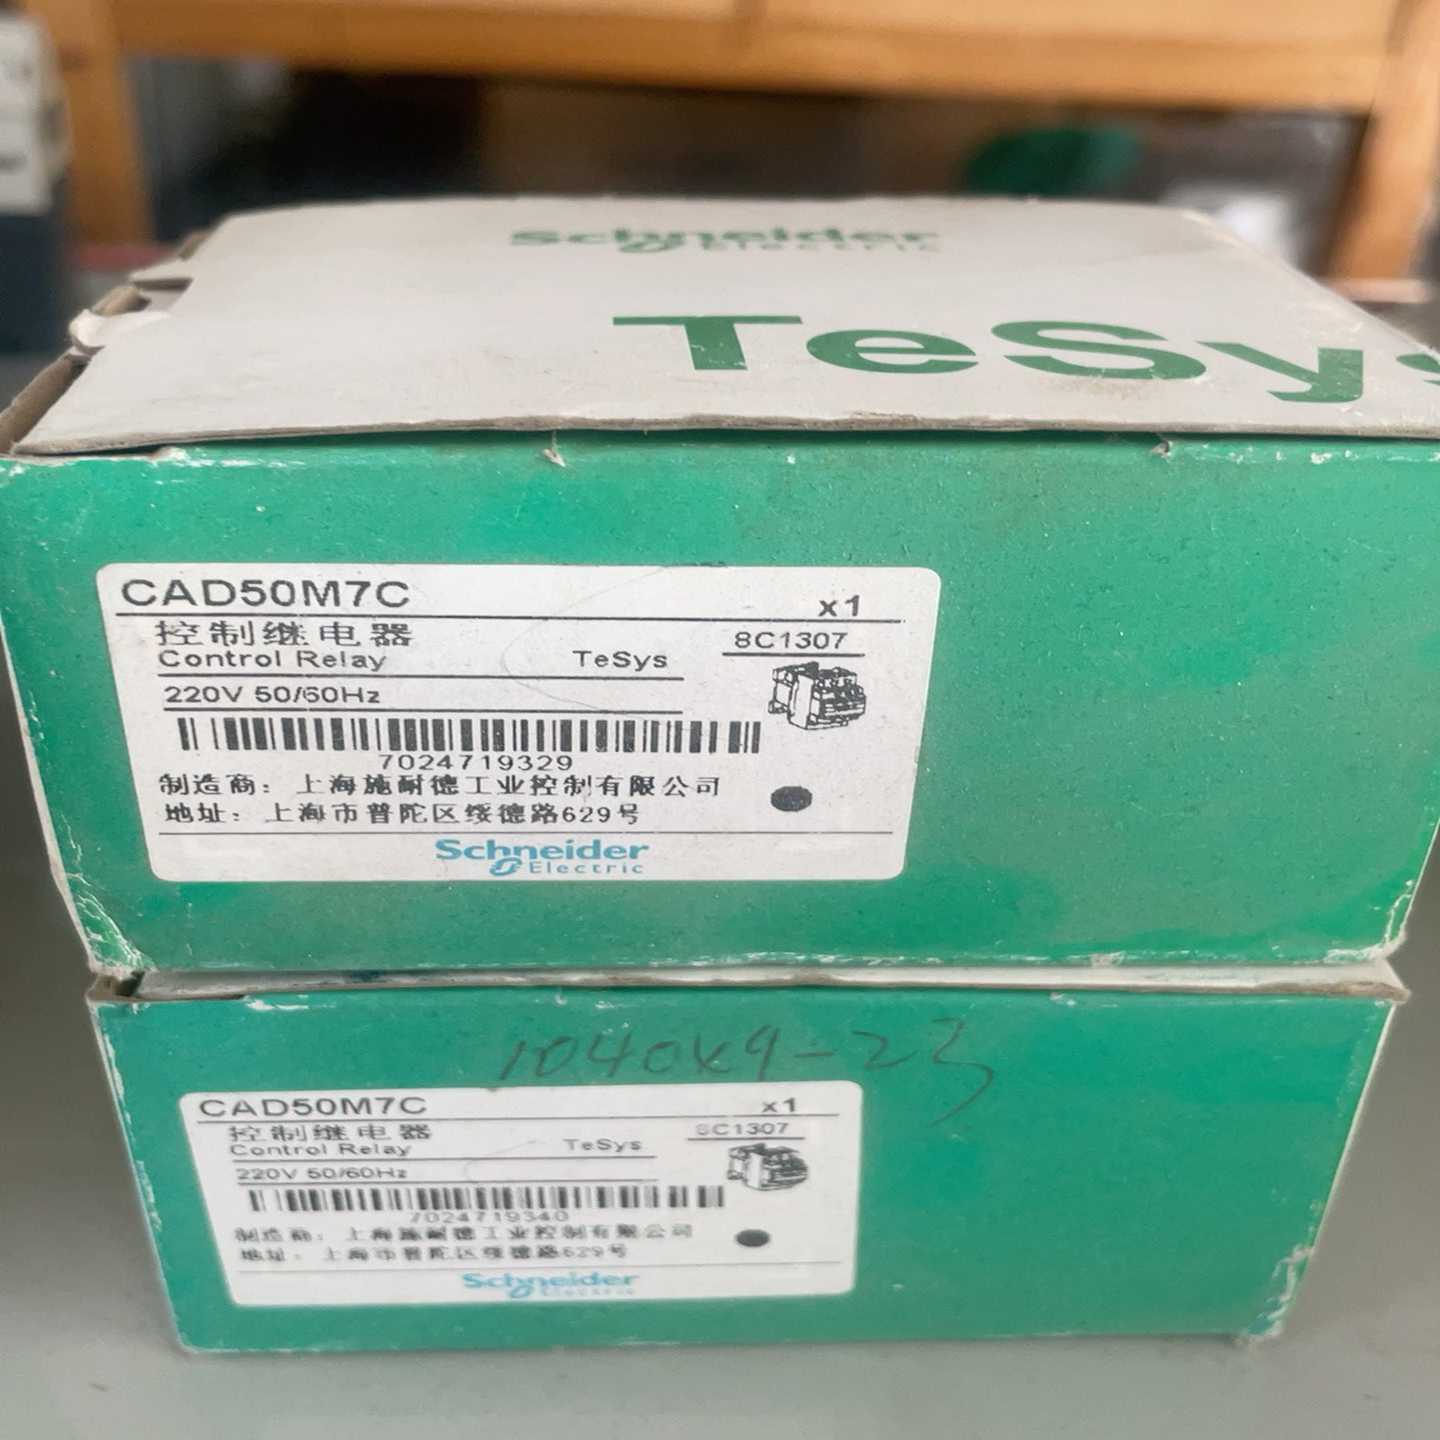 Schneider
Electric
TeSys
CAD50M7C
x1
控制继电器
8C1307
Control Relay
TeSys
220V 50/60Hz
7024719329
制造商：上海施耐德工业控制有限公司
地址：上海市普陀区绥德路629号
Schneider
Electric
1040x9-23
CAD50M7C
x1
控制继电器
8C1307
Control Relay
TeSys
220V 50/60Hz
7024719340
制造商：上海施耐德工业控制有限公司
地址：上海市普陀区绥德路629号
Schneider
Electric